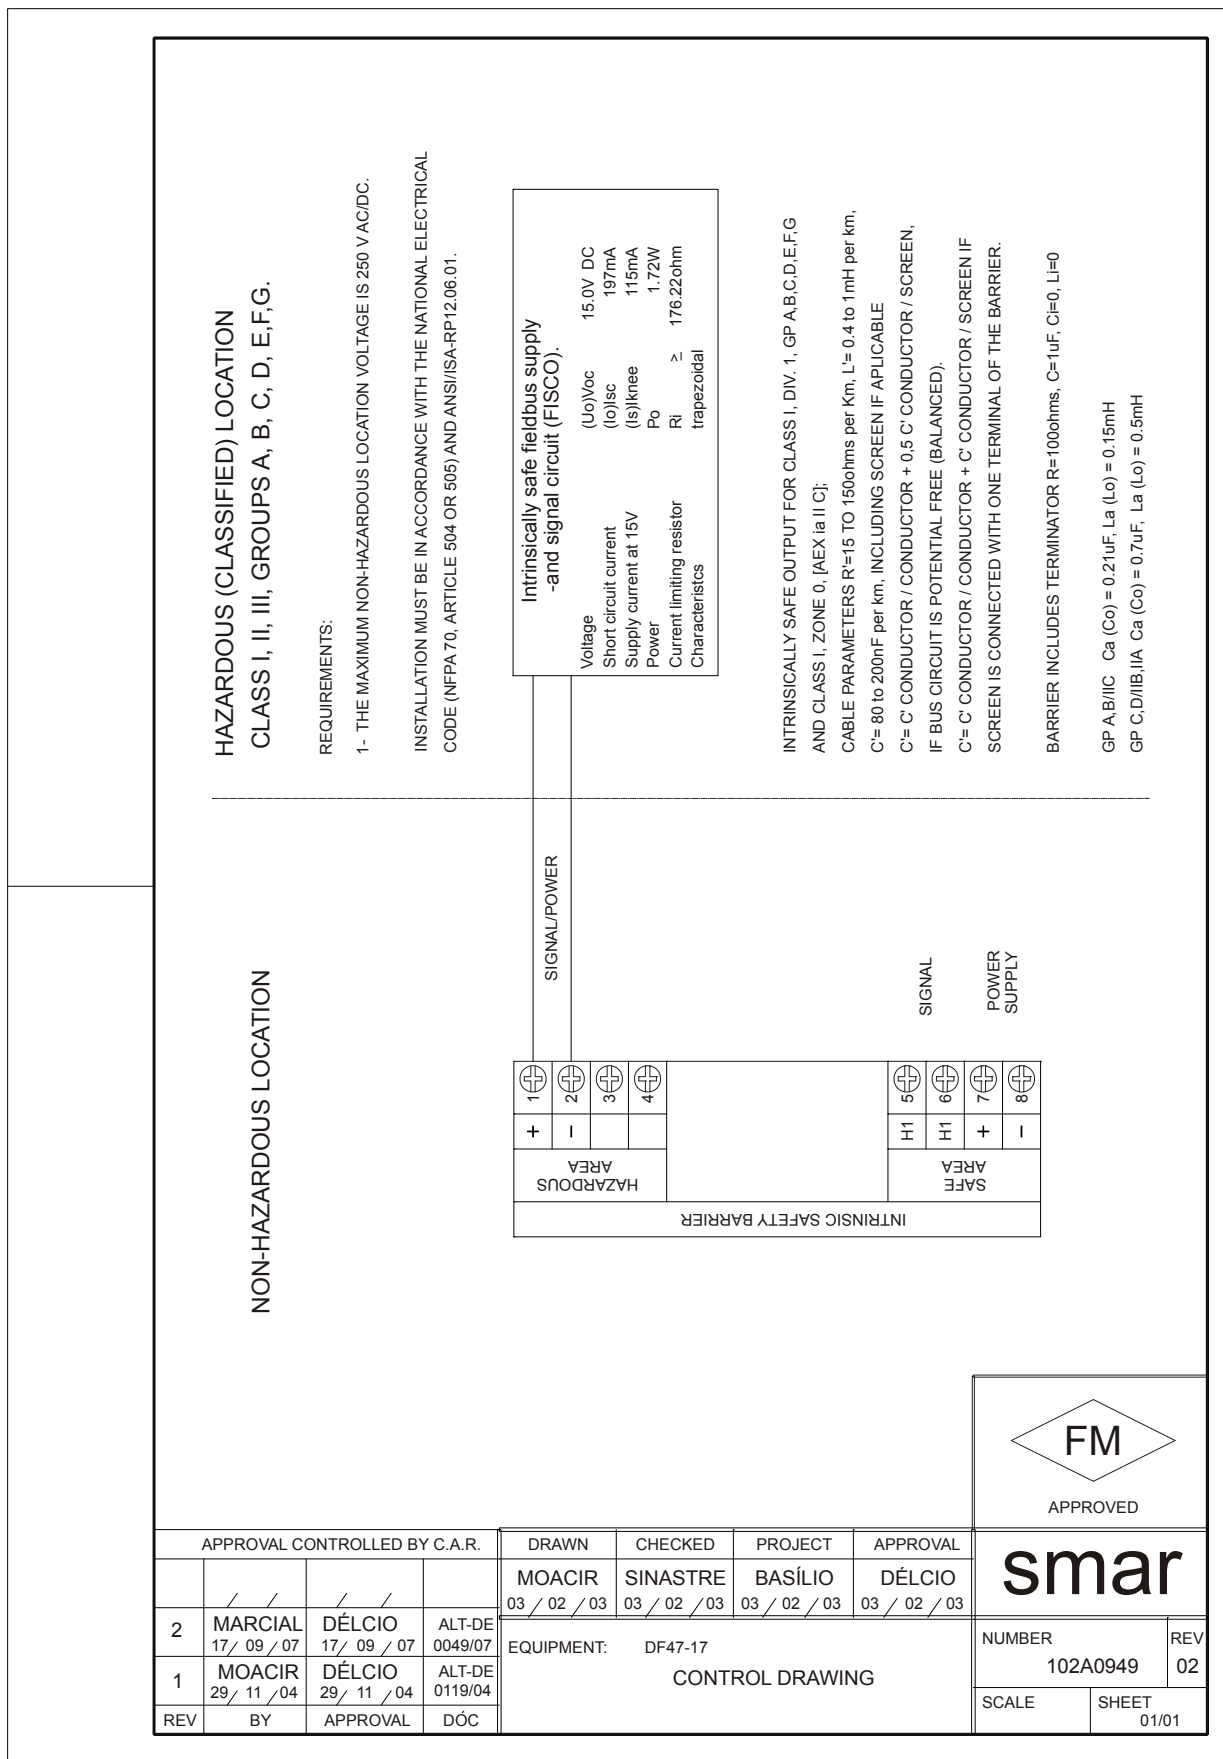 HAZARDOUS (CLASSIFIED) LOCATION
CLASS I, II, III, GROUPS A, B, C, D, E,F,G.
REQUIREMENTS:
1- THE MAXIMUM NON-HAZARDOUS LOCATION VOLTAGE IS 250 V AC/DC.
INSTALLATION MUST BE IN ACCORDANCE WITH THE NATIONAL ELECTRICAL
CODE (NFPA 70, ARTICLE 504 OR 505) AND ANSI/ISA-RP12.06.01.
Intrinsically safe fieldbus supply
-and signal circuit (FISCO).
Voltage (Uo)Voc 15.0V DC
Short circuit current (Io)Isc 197mA
Supply current at 15V (Is)Iknee 115mA
Power Po 1.72W
Current limiting resistor Ri ≥ 176.22ohm
Characteristcs trapezoidal
INTRINSICALLY SAFE OUTPUT FOR CLASS I, DIV. 1, GP A,B,C,D,E,F,G
AND CLASS I, ZONE 0, [AEX ia II C];
CABLE PARAMETERS R'=15 TO 150ohms per Km, L'= 0.4 to 1mH per km,
C'= 80 to 200nF per km, INCLUDING SCREEN IF APLICABLE
C'= C' CONDUCTOR / CONDUCTOR + 0,5 C' CONDUCTOR / SCREEN,
IF BUS CIRCUIT IS POTENTIAL FREE (BALANCED).
C'= C' CONDUCTOR / CONDUCTOR + C' CONDUCTOR / SCREEN IF
SCREEN IS CONNECTED WITH ONE TERMINAL OF THE BARRIER.
BARRIER INCLUDES TERMINATOR R=100ohms, C=1uF, Ci=0, Li=0
GP A,B/IIC Ca (Co) = 0.21uF, La (Lo) = 0.15mH
GP C,D/IIB,IIA Ca (Co) = 0.7uF, La (Lo) = 0.5mH
NON-HAZARDOUS LOCATION
SIGNAL/POWER
SIGNAL
POWER
SUPPLY
+ 1
- 2
3
4
H1 5
H1 6
+ 7
- 8
HAZARDOUS
AREA
SAFE
AREA
INTRINSIC SAFETY BARRIER
FM
APPROVED
APPROVAL CONTROLLED BY C.A.R.
/ / / /
2 MARCIAL DÉLCIO ALT-DE
17/ 09 / 07 17/ 09 / 07 0049/07
1 MOACIR DÉLCIO ALT-DE
29/ 11 / 04 29/ 11 / 04 0119/04
REV BY APPROVAL DÓC
DRAWN CHECKED PROJECT APPROVAL
MOACIR SINASTRE BASÍLIO DÉLCIO
03 / 02 / 03 03 / 02 / 03 03 / 02 / 03 03 / 02 / 03
EQUIPMENT: DF47-17
CONTROL DRAWING
smar
NUMBER REV
102A0949 02
SCALE SHEET
01/01